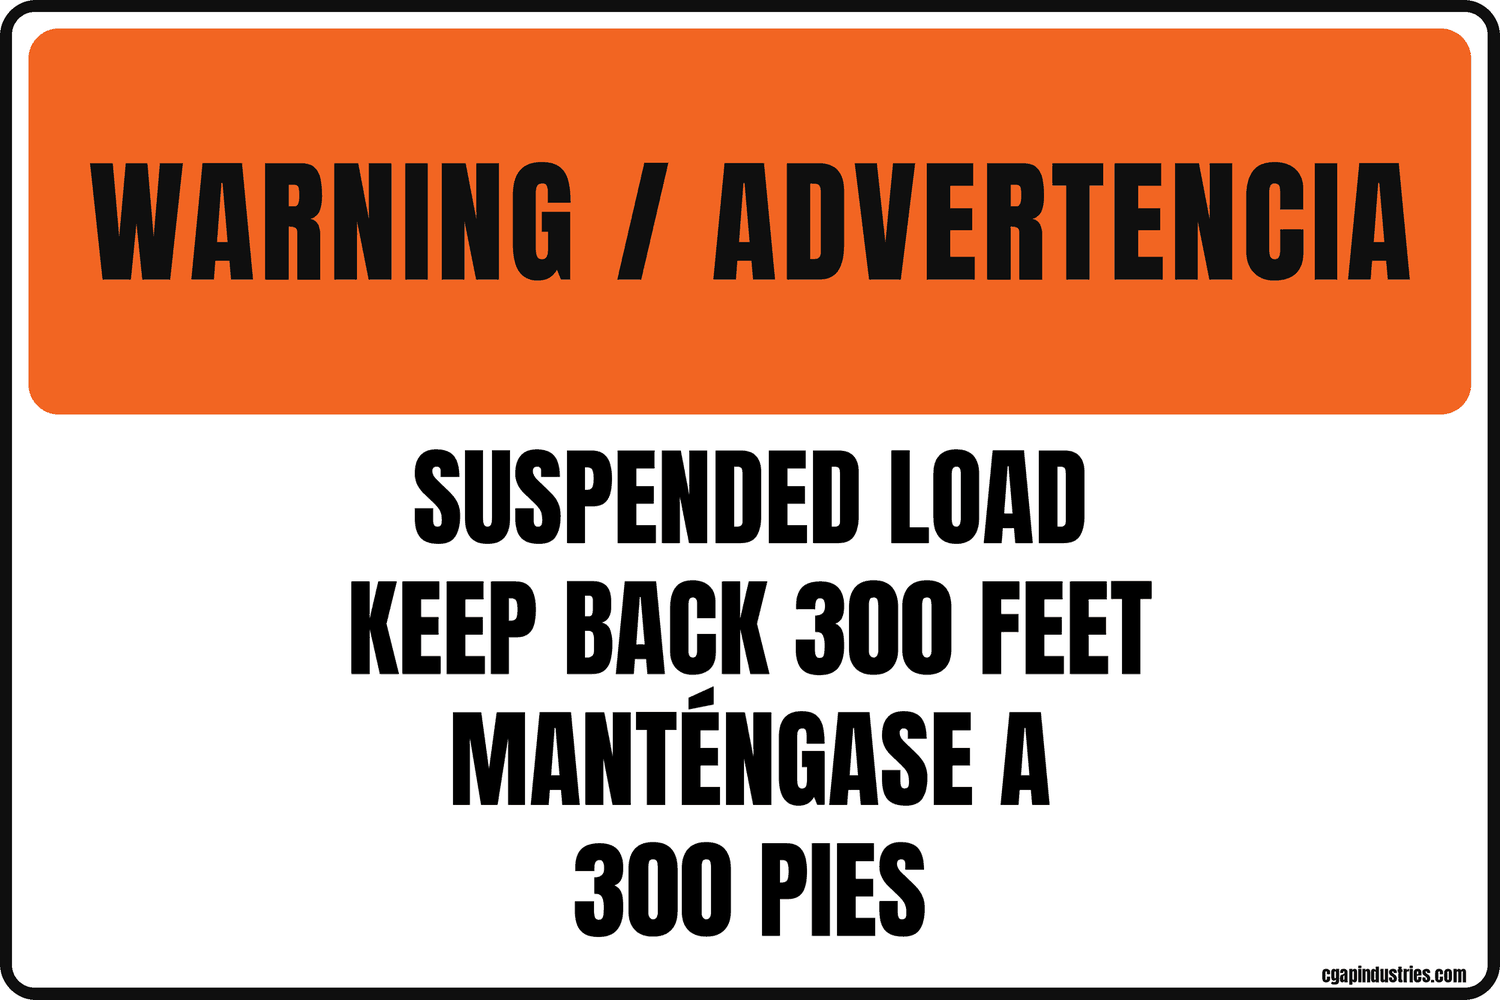 WARNING / ADVERTENCIA
SUSPENDED LOAD
KEEP BACK 300 FEET
MANTÉNGASE A
300 PIES
cgapindustries.com